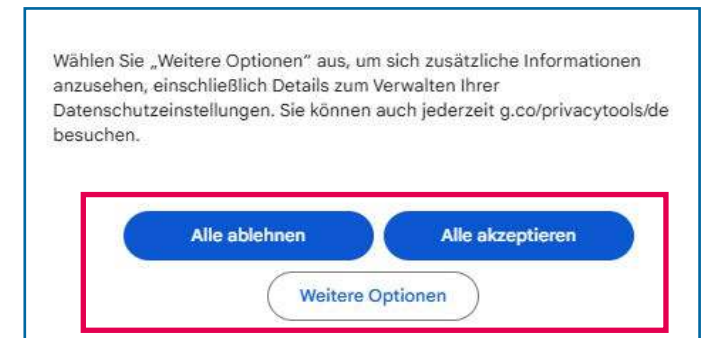 Wählen Sie „Weitere Optionen“ aus, um sich zusätzliche Informationen
anzusehen, einschließlich Details zum Verwalten Ihrer
Datenschutzeinstellungen. Sie können auch jederzeit g.co/privacytools/de
besuchen.
Alle ablehnen Alle akzeptieren
Weitere Optionen